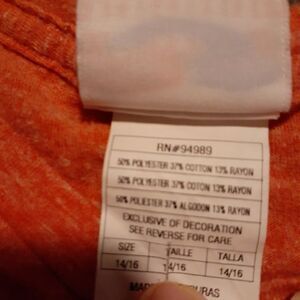 RN#94989
50% POLYESTER 37% COTTON 13% RAYON
50% POLYESTER 37% COTTON 13% RAYON
50% POLIESTER 37% ALGODON 13% RAYON
EXCLUSIVE OF DECORATION
SEE REVERSE FOR CARE
SIZE TAILLE TALLA
14/16 14/16 14/16